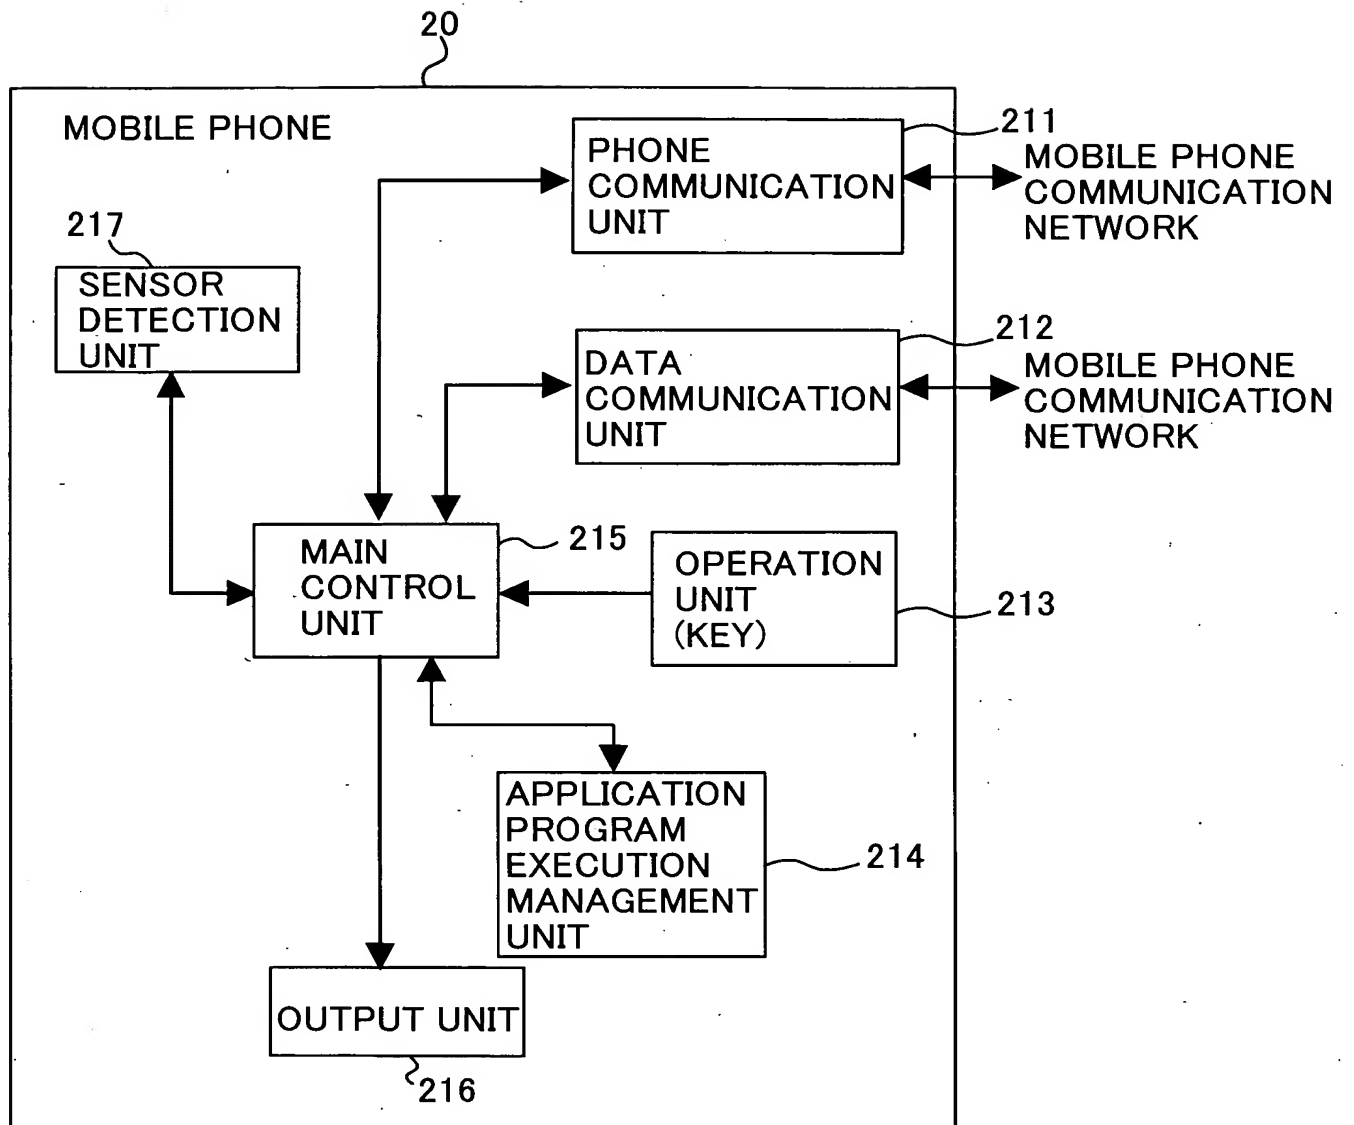 20
MOBILE PHONE
211
PHONE
COMMUNICATION
UNIT
MOBILE PHONE
COMMUNICATION
NETWORK
217
SENSOR
DETECTION
UNIT
212
DATA
COMMUNICATION
UNIT
MOBILE PHONE
COMMUNICATION
NETWORK
215
MAIN
CONTROL
UNIT
OPERATION
UNIT
(KEY)
213
APPLICATION
PROGRAM
EXECUTION
MANAGEMENT
UNIT
214
OUTPUT UNIT
216